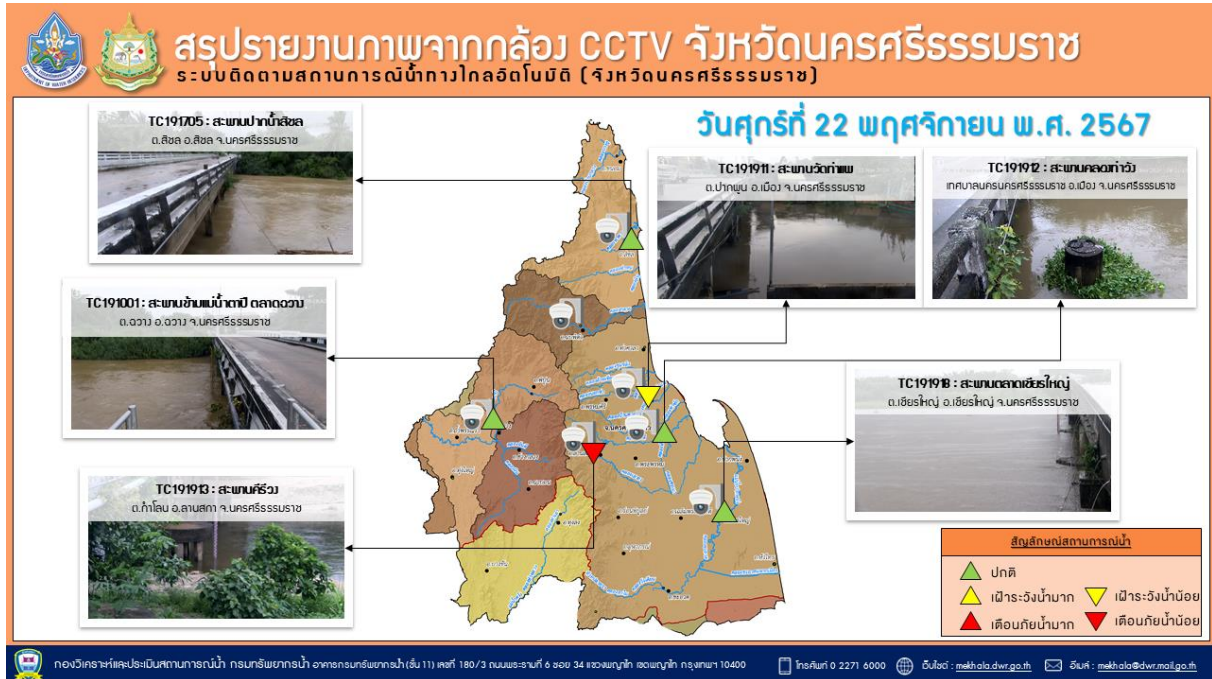 สรุปรายงานภาพจากกล้อง CCTV จังหวัดนครศรีธรรมราช
ระบบติดตามสถานการณ์น้ำทางไกลอัตโนมัติ (จังหวัดนครศรีธรรมราช)
วันศุกร์ที่ 22 พฤศจิกายน พ.ศ. 2567
TC191705 : สะพานปากน้ำสิชล
ต.สิชล อ.สิชล จ.นครศรีธรรมราช
TC191911 : สะพานวัดท่าแพ
ต.ปากพูน อ.เมือง จ.นครศรีธรรมราช
TC191912 : สะพานคลองท่าวัง
เทศบาลนครนครศรีธรรมราช อ.เมือง จ.นครศรีธรรมราช
TC191001 : สะพานข้ามแม่น้ำตาปี ตลาดฉวาง
ต.ฉวาง อ.ฉวาง จ.นครศรีธรรมราช
TC191918 : สะพานตลาดเชียรใหญ่
ต.เชียรใหญ่ อ.เชียรใหญ่ จ.นครศรีธรรมราช
TC191913 : สะพานคีรีวง
ต.กำโลน อ.ลานสกา จ.นครศรีธรรมราช
สัญลักษณ์สถานการณ์น้ำ
ปกติ
เฝ้าระวังน้ำมาก เฝ้าระวังน้ำน้อย
เตือนภัยน้ำมาก เตือนภัยน้ำน้อย
กองวิเคราะห์และประเมินสถานการณ์น้ำ กรมทรัพยากรน้ำ อาคารกรมทรัพยากรน้ำ (ชั้น 11) เลขที่ 180/3 ถนนพระรามที่ 6 ซอย 34 แขวงพญาไท เขตพญาไท กรุงเทพฯ 10400 โทรศัพท์ 0 2271 6000 เว็บไซต์ : mekhala.dwr.go.th อีเมล์ : mekhala@dwr.mail.go.th